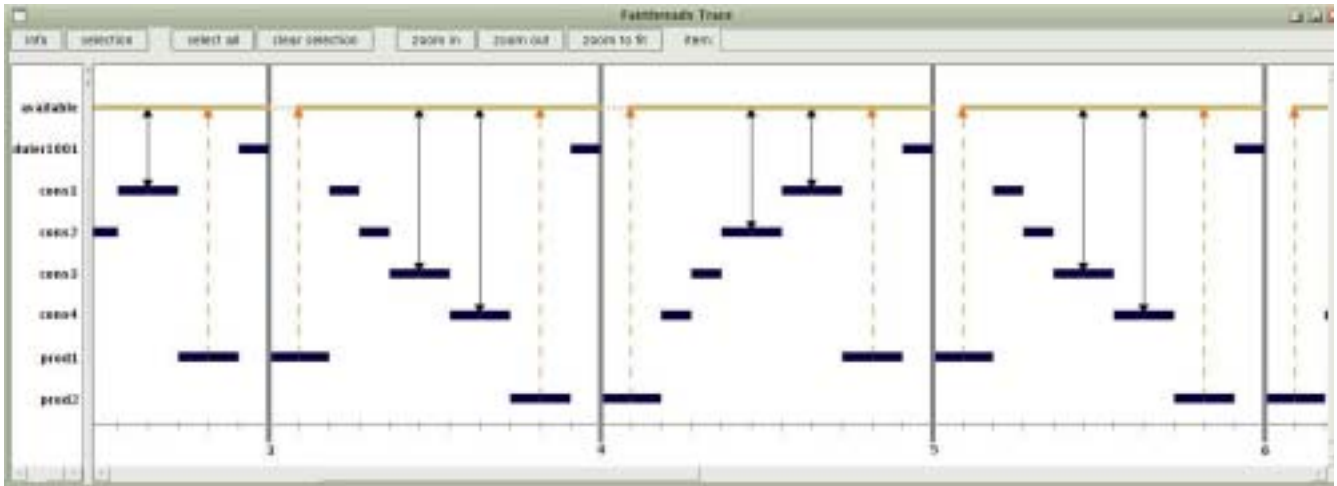 Fairthreads Trace
info selection select all clear selection zoom in zoom out zoom to fit item:
available
duler1001
cons1
cons2
cons3
cons4
prod1
prod2
3 4 5 6